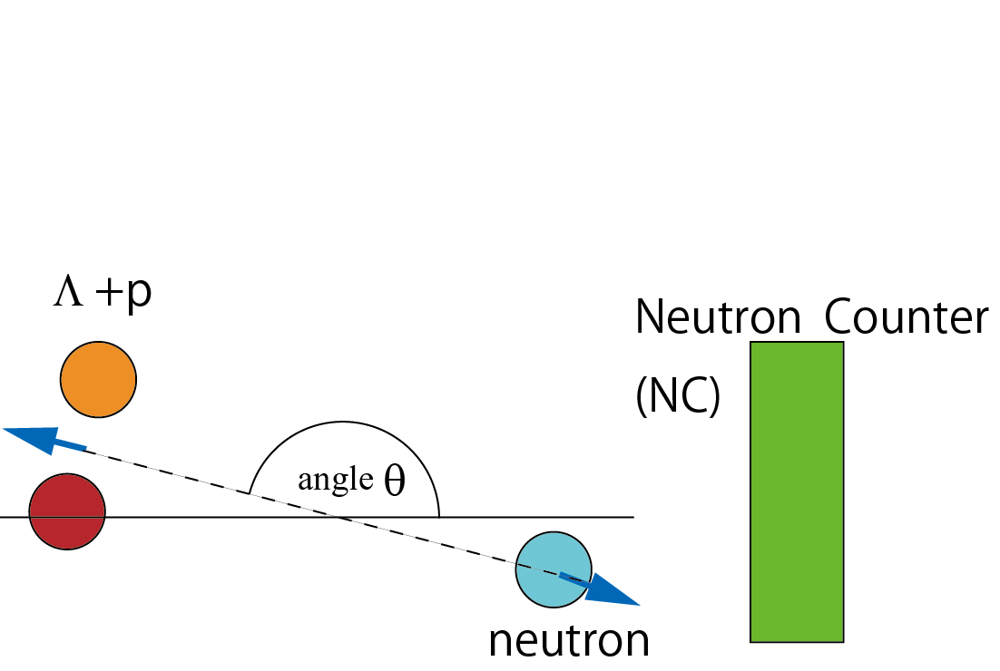 Λ +p
Neutron Counter
(NC)
angle θ
neutron